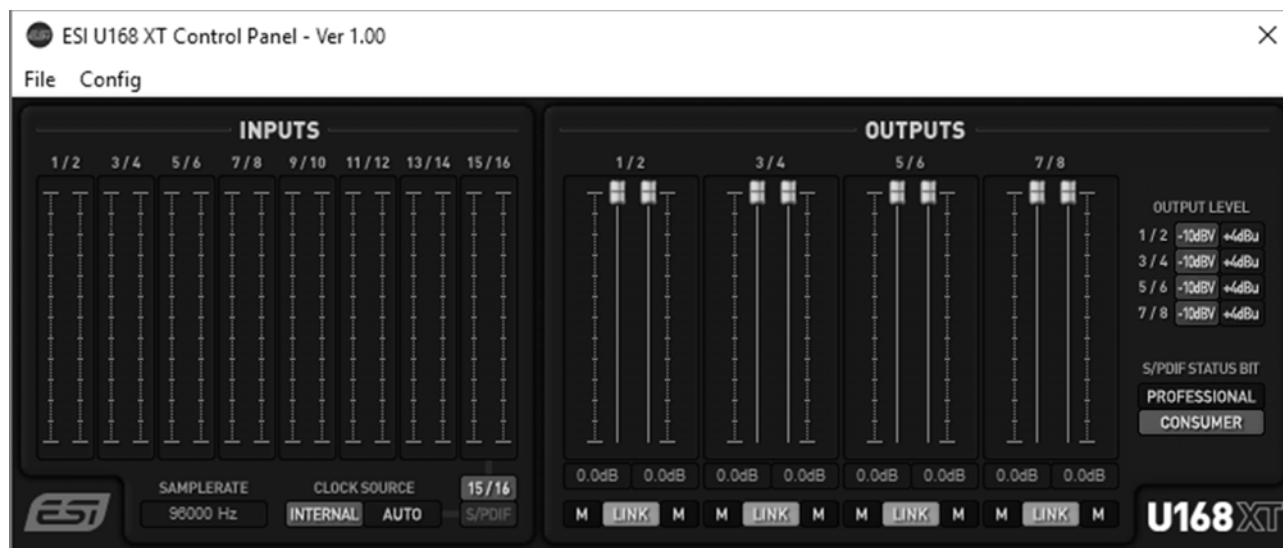 ESI U168 XT Control Panel - Ver 1.00
File Config
INPUTS
1/2 3/4 5/6 7/8 9/10 11/12 13/14 15/16
SAMPLERATE
96000 Hz
CLOCK SOURCE
INTERNAL AUTO
15/16
S/PDIF
ESI
OUTPUTS
1/2 3/4 5/6 7/8
0.0dB 0.0dB 0.0dB 0.0dB 0.0dB 0.0dB 0.0dB 0.0dB
M LINK M M LINK M M LINK M M LINK M
OUTPUT LEVEL
1/2 -10dBV +4dBu
3/4 -10dBV +4dBu
5/6 -10dBV +4dBu
7/8 -10dBV +4dBu
S/PDIF STATUS BIT
PROFESSIONAL
CONSUMER
U168XT